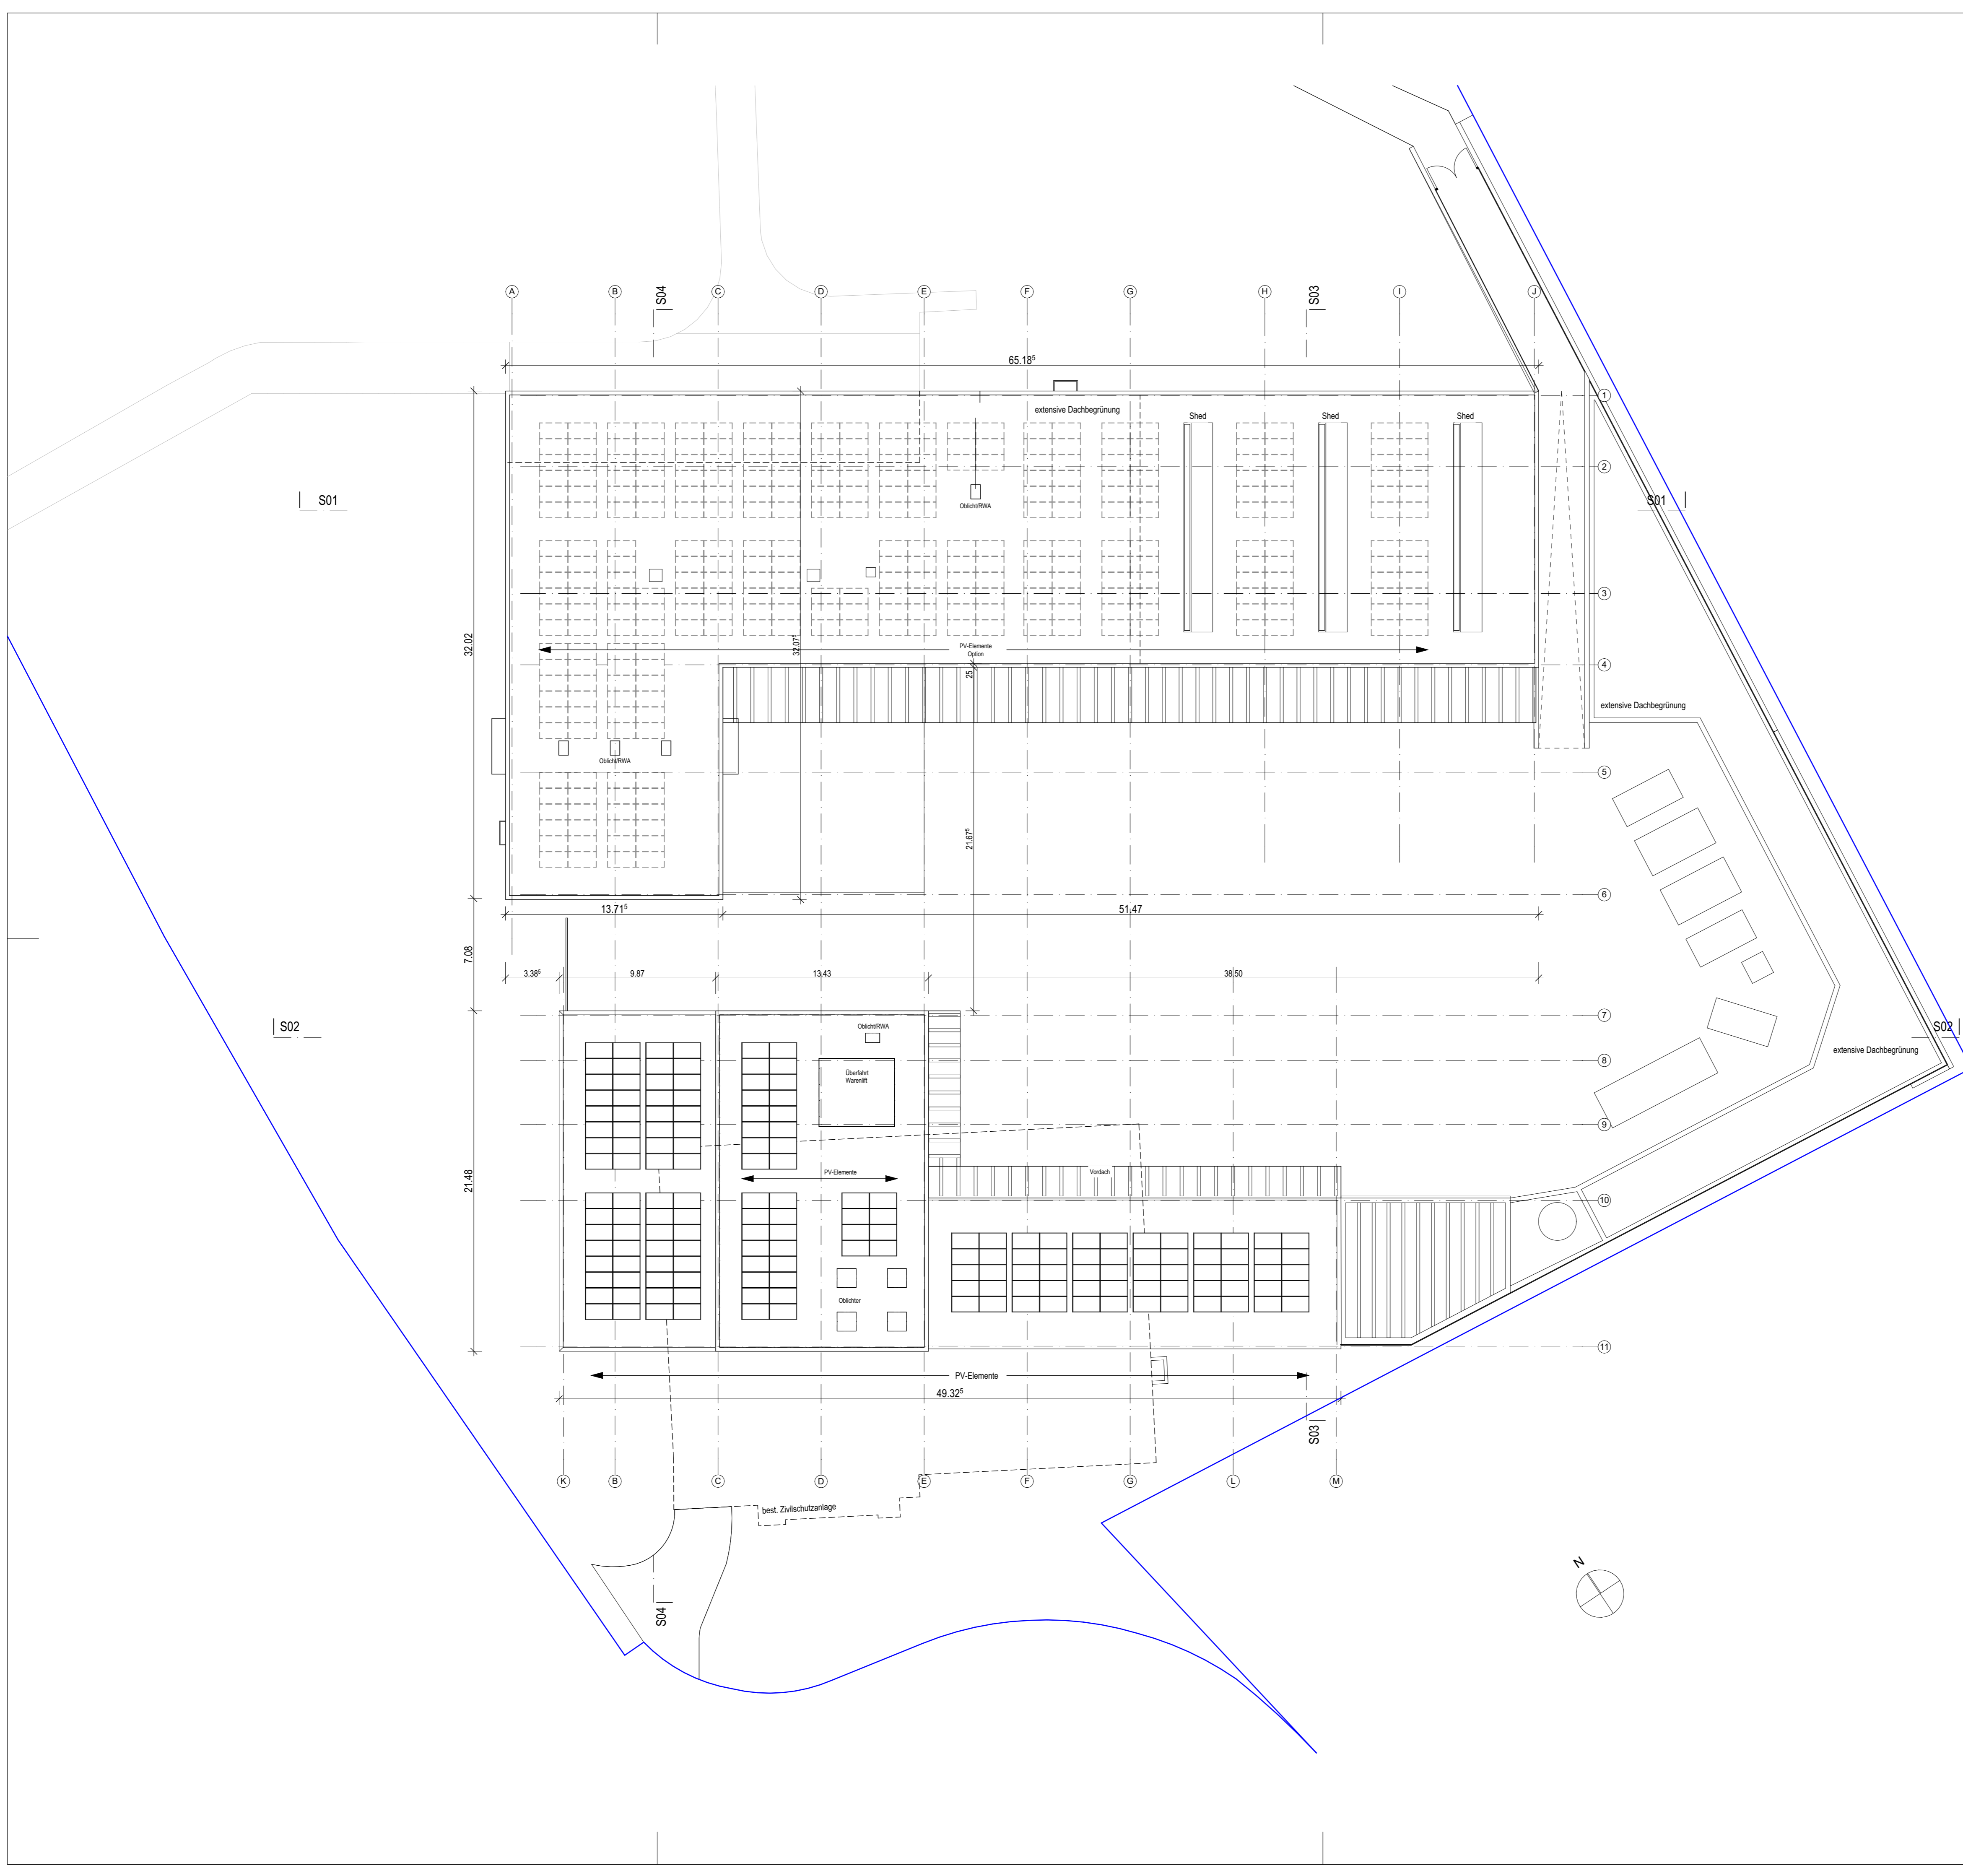 A B C D E F G H I J
S04
S03
65.18⁵
1
extensive Dachbegrünung
Shed
Shed
Shed
2
S01
S01
Oblicht/RWA
3
32.02
32.07⁵
PV-Elemente
Option
4
25
extensive Dachbegrünung
Oblicht/RWA
5
21.67⁵
6
13.71⁵
51.47
7.08
3.38⁵
9.87
13.43
38.50
7
S02
S02
Oblicht/RWA
extensive Dachbegrünung
8
Überfahrt
Warenlift
9
21.48
PV-Elemente
Vordach
10
Oblichter
11
PV-Elemente
49.32⁵
S03
K B C D E F G L M
best. Zivilschutzanlage
N
S04